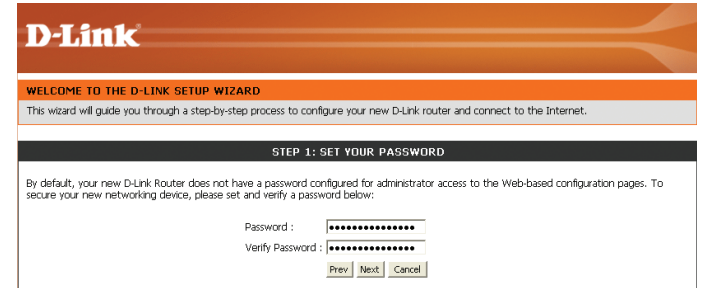 D-Link
WELCOME TO THE D-LINK SETUP WIZARD
This wizard will guide you through a step-by-step process to configure your new D-Link router and connect to the Internet.
STEP 1: SET YOUR PASSWORD
By default, your new D-Link Router does not have a password configured for administrator access to the Web-based configuration pages. To
secure your new networking device, please set and verify a password below:
Password : •••••••••••••••
Verify Password : •••••••••••••••
Prev Next Cancel